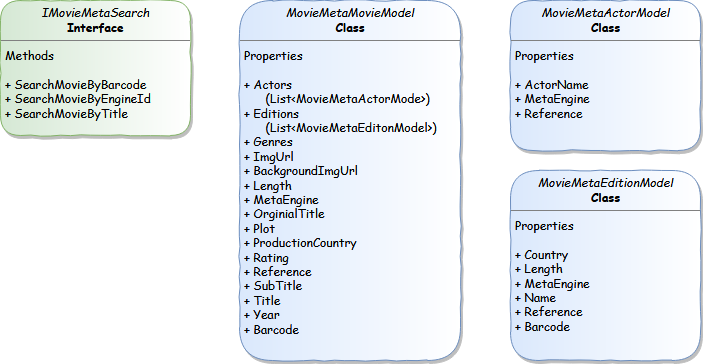 IMovieMetaSearch
Interface
Methods
+ SearchMovieByBarcode
+ SearchMovieByEngineId
+ SearchMovieByTitle
MovieMetaMovieModel
Class
Properties
+ Actors
(List<MovieMetaActorMode>)
+ Editions
(List<MovieMetaEditonModel>)
+ Genres
+ ImgUrl
+ BackgroundImgUrl
+ Length
+ MetaEngine
+ OrginialTitle
+ Plot
+ ProductionCountry
+ Rating
+ Reference
+ SubTitle
+ Title
+ Year
+ Barcode
MovieMetaActorModel
Class
Properties
+ ActorName
+ MetaEngine
+ Reference
MovieMetaEditionModel
Class
Properties
+ Country
+ Length
+ MetaEngine
+ Name
+ Reference
+ Barcode